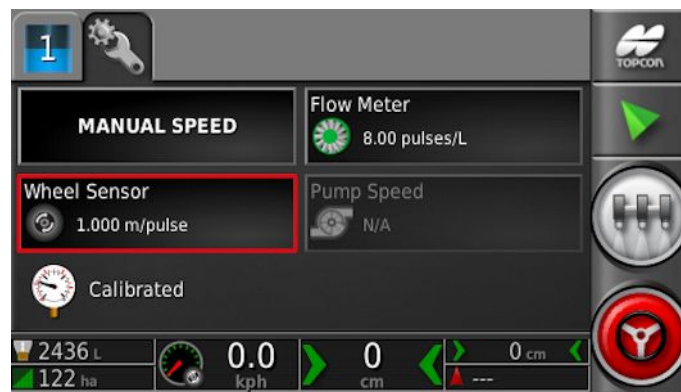 1
TOPCON
MANUAL SPEED
Flow Meter
8.00 pulses/L
Wheel Sensor
1.000 m/pulse
Pump Speed
N/A
Calibrated
2436 L
122 ha
0.0
kph
0
cm
0 cm
---